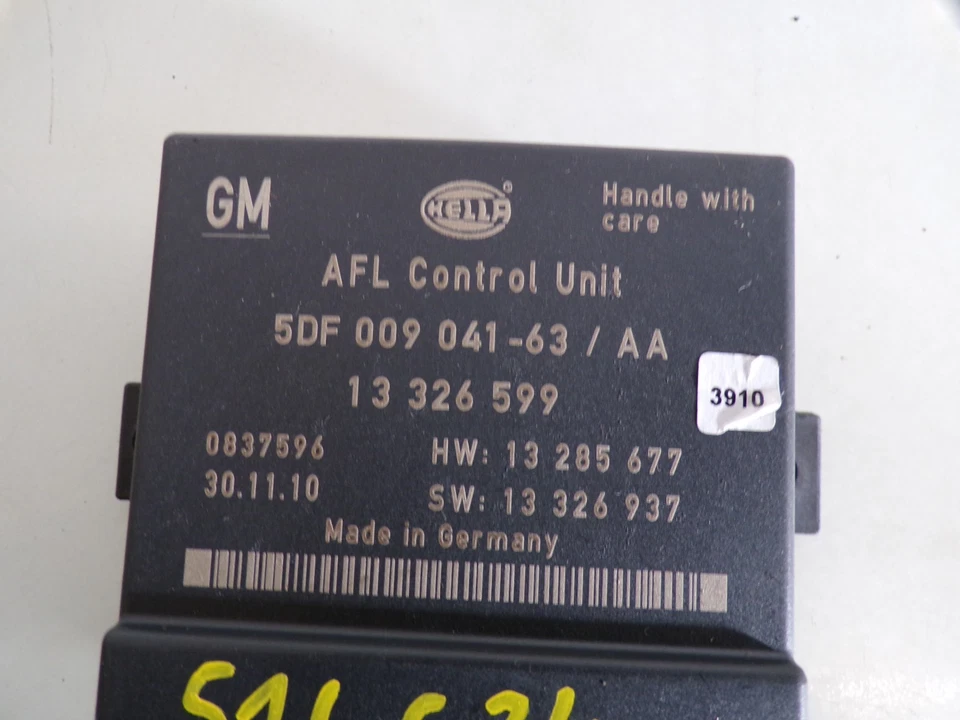 GM
HELLA
Handle with
care
AFL Control Unit
5DF 009 041-63 / AA
13 326 599
3910
0837596
HW: 13 285 677
30.11.10
SW: 13 326 937
Made in Germany